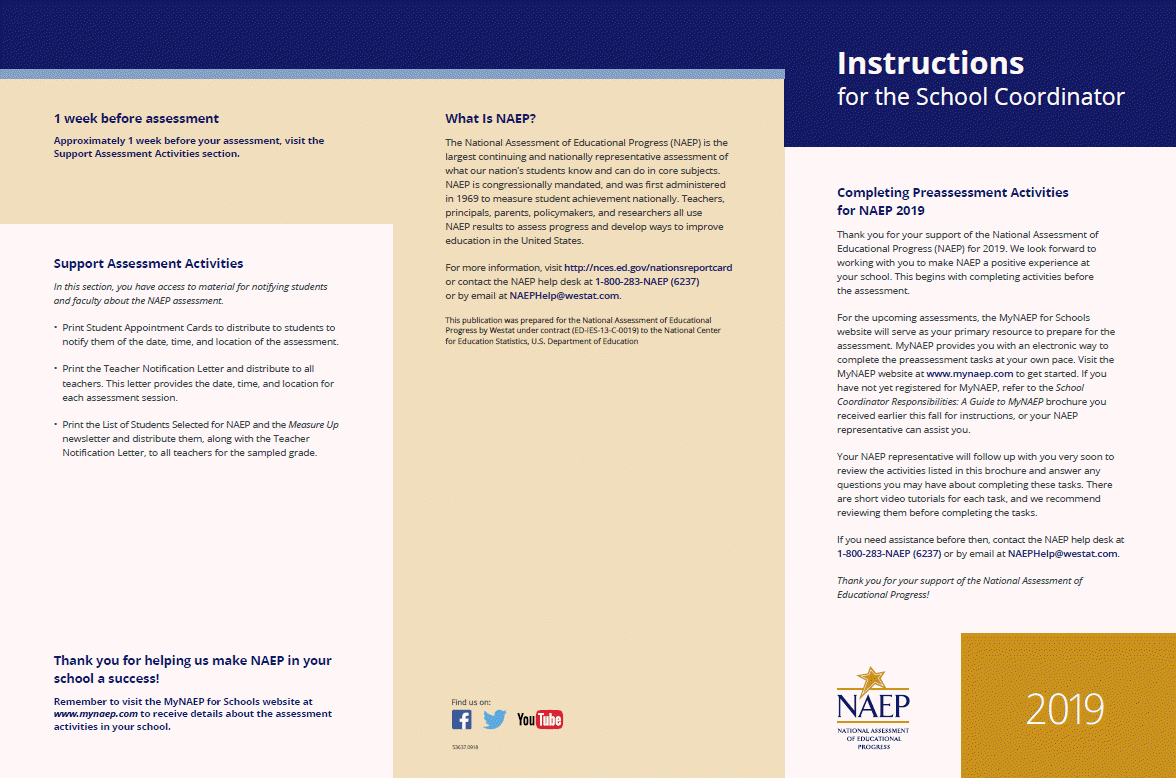 1 week before assessment
Approximately 1 week before your assessment, visit the
Support Assessment Activities section.
Support Assessment Activities
In this section, you have access to material for notifying students
and faculty about the NAEP assessment.
• Print Student Appointment Cards to distribute to students to
notify them of the date, time, and location of the assessment.
• Print the Teacher Notification Letter and distribute to all
teachers. This letter provides the date, time, and location for
each assessment session.
• Print the List of Students Selected for NAEP and the Measure Up
newsletter and distribute them, along with the Teacher
Notification Letter, to all teachers for the sampled grade.
Thank you for helping us make NAEP in your
school a success!
Remember to visit the MyNAEP for Schools website at
www.mynaep.com to receive details about the assessment
activities in your school.
What Is NAEP?
The National Assessment of Educational Progress (NAEP) is the
largest continuing and nationally representative assessment of
what our nation's students know and can do in core subjects.
NAEP is congressionally mandated, and was first administered
in 1969 to measure student achievement nationally. Teachers,
principals, parents, policymakers, and researchers all use
NAEP results to assess progress and develop ways to improve
education in the United States.
For more information, visit http://nces.ed.gov/nationsreportcard
or contact the NAEP help desk at 1-800-283-NAEP (6237)
or by email at NAEPHelp@westat.com.
This publication was prepared for the National Assessment of Educational
Progress by Westat under contract (ED-IES-13-C-0019) to the National Center
for Education Statistics, U.S. Department of Education
Find us on:
f
You Tube
53637.0918
Instructions
for the School Coordinator
Completing Preassessment Activities
for NAEP 2019
Thank you for your support of the National Assessment of
Educational Progress (NAEP) for 2019. We look forward to
working with you to make NAEP a positive experience at
your school. This begins with completing activities before
the assessment.
For the upcoming assessments, the MyNAEP for Schools
website will serve as your primary resource to prepare for the
assessment. MyNAEP provides you with an electronic way to
complete the preassessment tasks at your own pace. Visit the
MyNAEP website at www.mynaep.com to get started. If you
have not yet registered for MyNAEP, refer to the School
Coordinator Responsibilities: A Guide to MyNAEP brochure you
received earlier this fall for instructions, or your NAEP
representative can assist you.
Your NAEP representative will follow up with you very soon to
review the activities listed in this brochure and answer any
questions you may have about completing these tasks. There
are short video tutorials for each task, and we recommend
reviewing them before completing the tasks.
If you need assistance before then, contact the NAEP help desk at
1-800-283-NAEP (6237) or by email at NAEPHelp@westat.com.
Thank you for your support of the National Assessment of
Educational Progress!
NAEP
NATIONAL ASSESSMENT
OF EDUCATIONAL
PROGRESS
2019